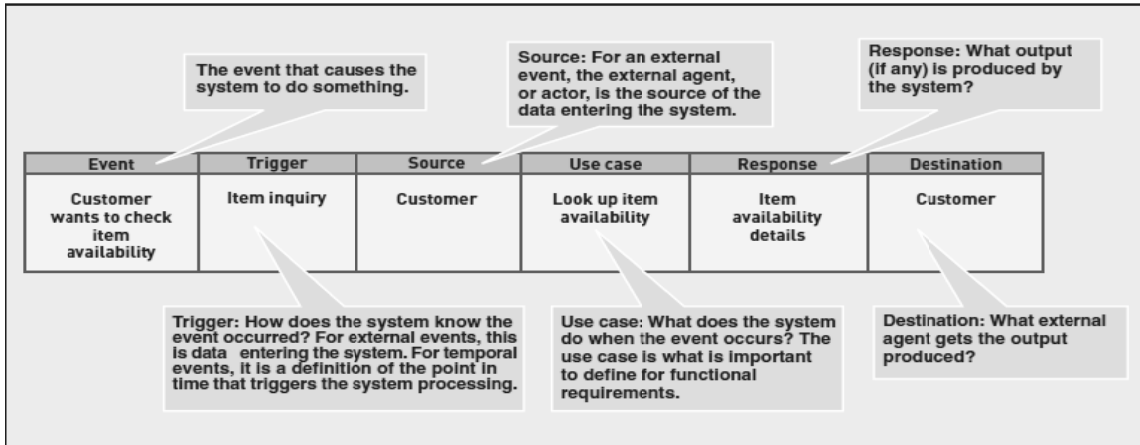 The event that causes the
system to do something.
Source: For an external
event, the external agent,
or actor, is the source of the
data entering the system.
Response: What output
(if any) is produced by
the system?
Event
Trigger
Source
Use case
Response
Destination
Customer
wants to check
item
availability
Item inquiry
Customer
Look up item
availability
Item
availability
details
Customer
Trigger: How does the system know the
event occurred? For external events, this
is data entering the system. For temporal
events, it is a definition of the point in
time that triggers the system processing.
Use case: What does the system
do when the event occurs? The
use case is what is important
to define for functional
requirements.
Destination: What external
agent gets the output
produced?